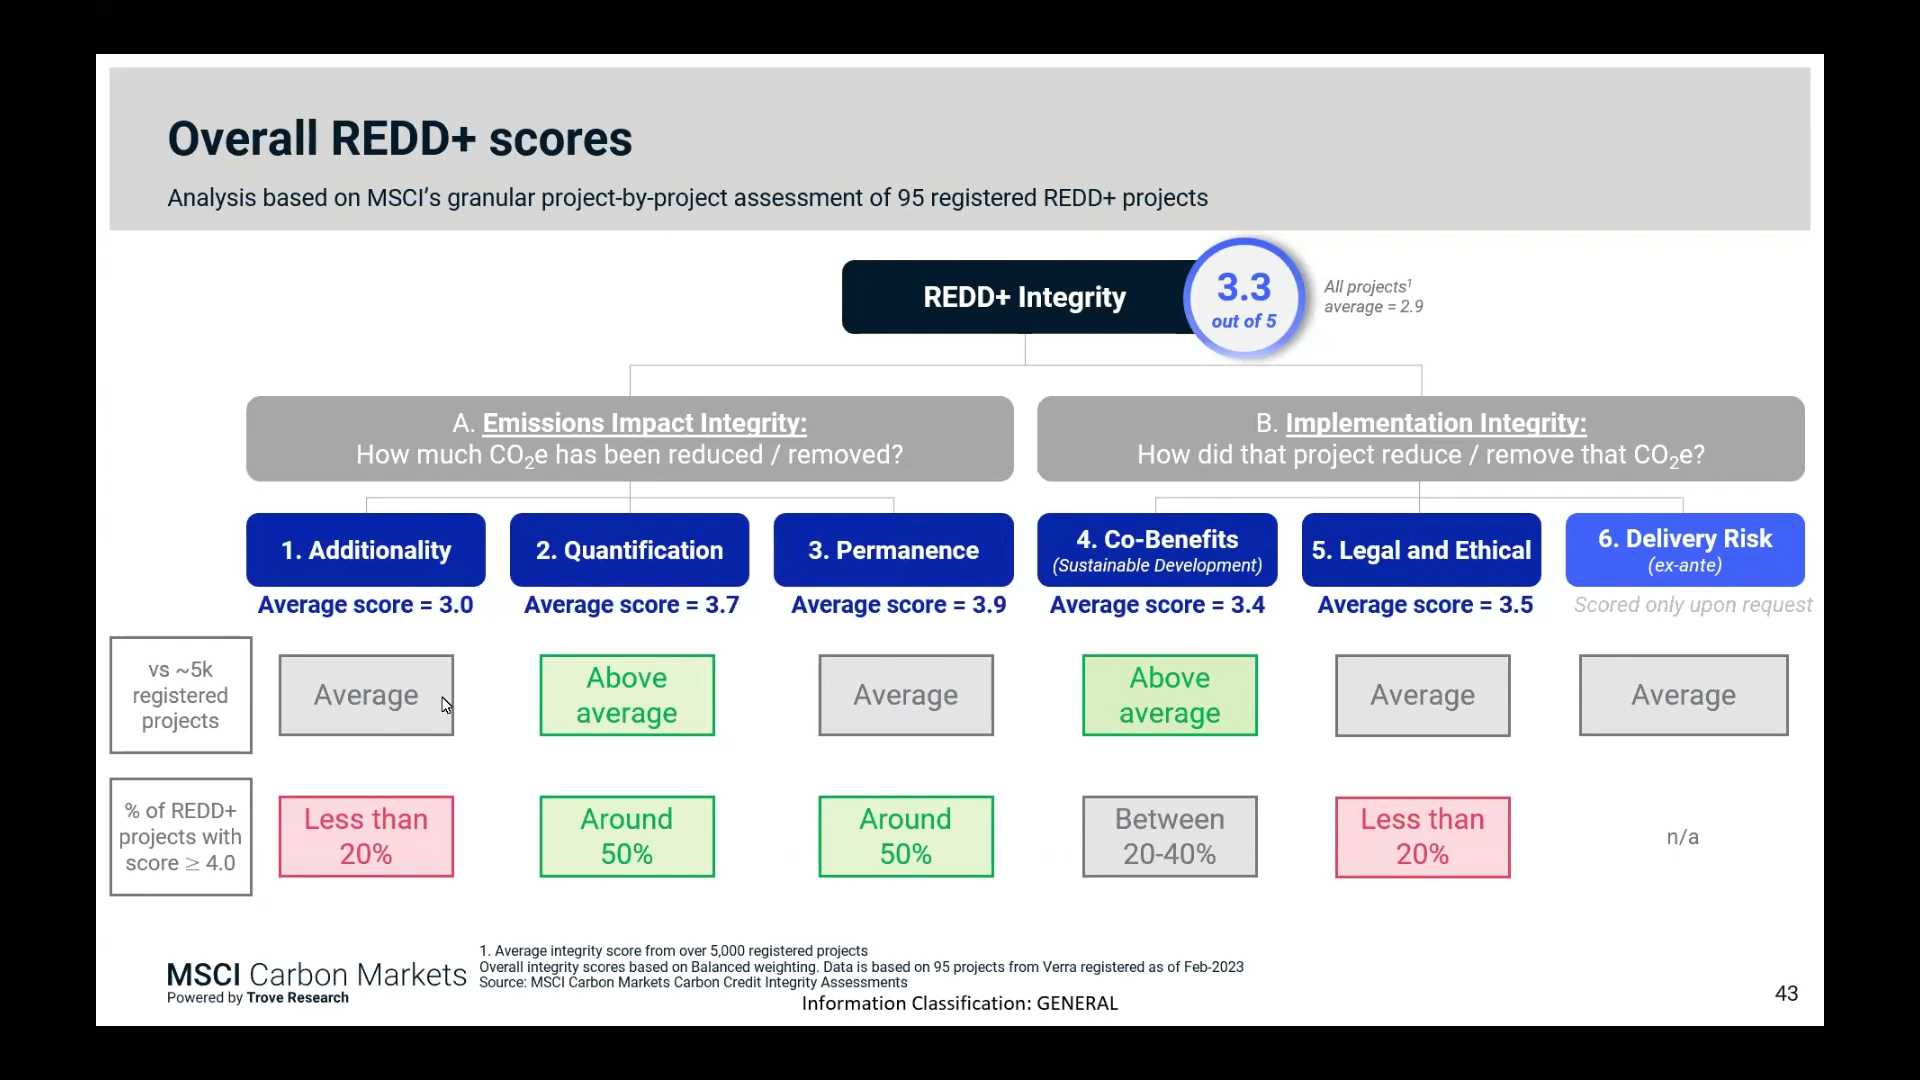 Overall REDD+ scores
Analysis based on MSCI’s granular project-by-project assessment of 95 registered REDD+ projects
REDD+ Integrity
3.3
out of 5
All projects¹
average = 2.9
A. Emissions Impact Integrity:
How much CO₂e has been reduced / removed?
B. Implementation Integrity:
How did that project reduce / remove that CO₂e?
1. Additionality
Average score = 3.0
2. Quantification
Average score = 3.7
3. Permanence
Average score = 3.9
4. Co-Benefits
(Sustainable Development)
Average score = 3.4
5. Legal and Ethical
Average score = 3.5
6. Delivery Risk
(ex-ante)
Scored only upon request
vs ~5k
registered
projects
Average
Above
average
Average
Above
average
Average
Average
% of REDD+
projects with
score ≥ 4.0
Less than
20%
Around
50%
Around
50%
Between
20-40%
Less than
20%
n/a
MSCI Carbon Markets
Powered by Trove Research
1. Average integrity score from over 5,000 registered projects
Overall integrity scores based on Balanced weighting. Data is based on 95 projects from Verra registered as of Feb-2023
Source: MSCI Carbon Markets Carbon Credit Integrity Assessments
Information Classification: GENERAL
43